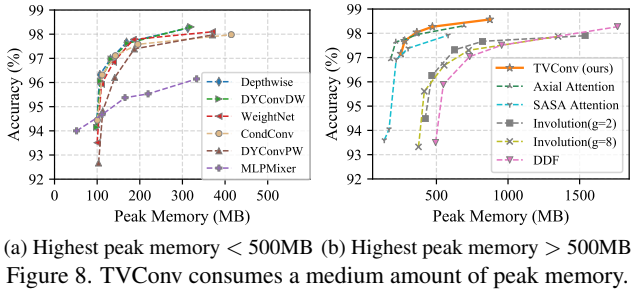 99
98
97
96
95
94
93
92
Accuracy (%)
0 100 200 300 400 500
Peak Memory (MB)
Depthwise
DYConvDW
WeightNet
CondConv
DYConvPW
MLPMixer
99
98
97
96
95
94
93
92
Accuracy (%)
500 1000 1500
Peak Memory (MB)
TVConv (ours)
Axial Attention
SASA Attention
Involution(g=2)
Involution(g=8)
DDF
(a) Highest peak memory < 500MB (b) Highest peak memory > 500MB
Figure 8. TVConv consumes a medium amount of peak memory.